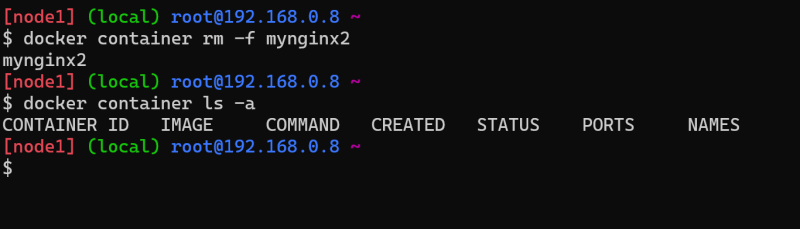 [node1] (local) root@192.168.0.8 ~
$ docker container rm -f mynginx2
mynginx2
[node1] (local) root@192.168.0.8 ~
$ docker container ls -a
CONTAINER ID   IMAGE     COMMAND   CREATED   STATUS    PORTS     NAMES
[node1] (local) root@192.168.0.8 ~
$